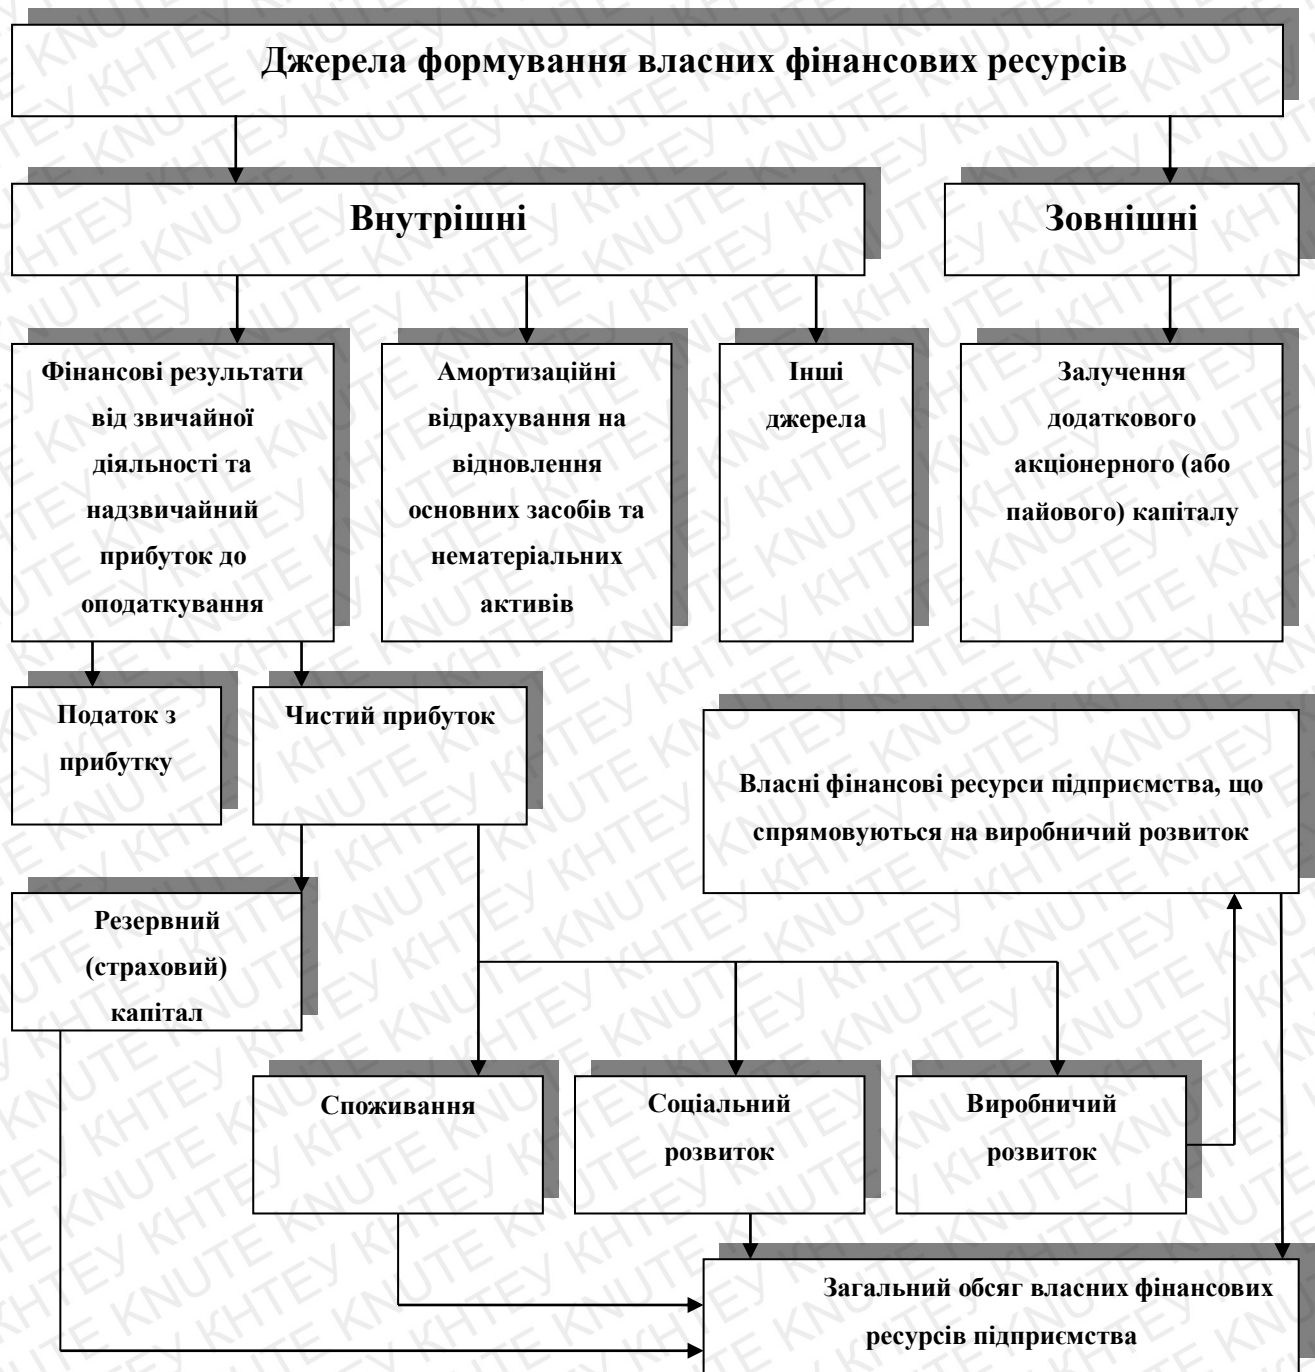 Джерела формування власних фінансових ресурсів
Внутрішні
Зовнішні
Фінансові результати
від звичайної
діяльності та
надзвичайний
прибуток до
оподаткування
Амортизаційні
відрахування на
відновлення
основних засобів та
нематеріальних
активів
Інші
джерела
Залучення
додаткового
акціонерного (або
пайового) капіталу
Податок з
прибутку
Чистий прибуток
Власні фінансові ресурси підприємства, що
спрямовуються на виробничий розвиток
Резервний
(страховий)
капітал
Споживання
Соціальний
розвиток
Виробничий
розвиток
Загальний обсяг власних фінансових
ресурсів підприємства